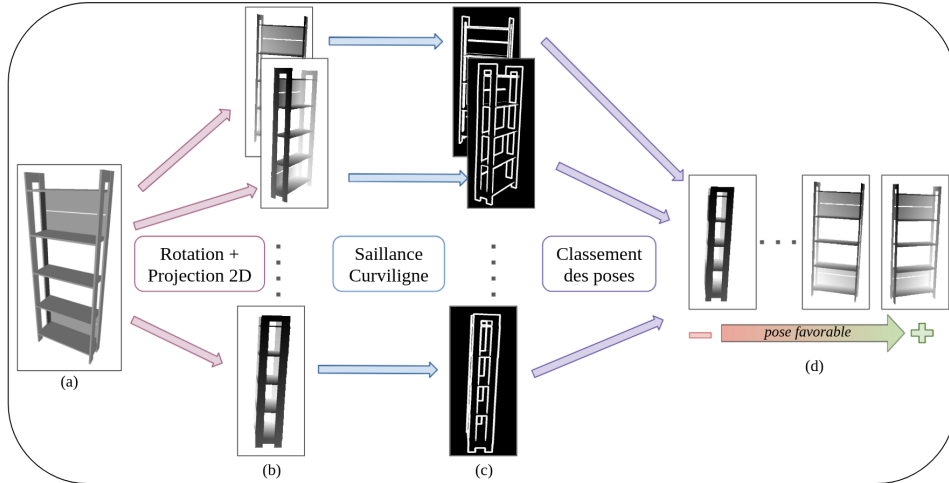 Rotation +
Projection 2D
Saillance
Curviligne
Classement
des poses
pose favorable
(a)
(b)
(c)
(d)